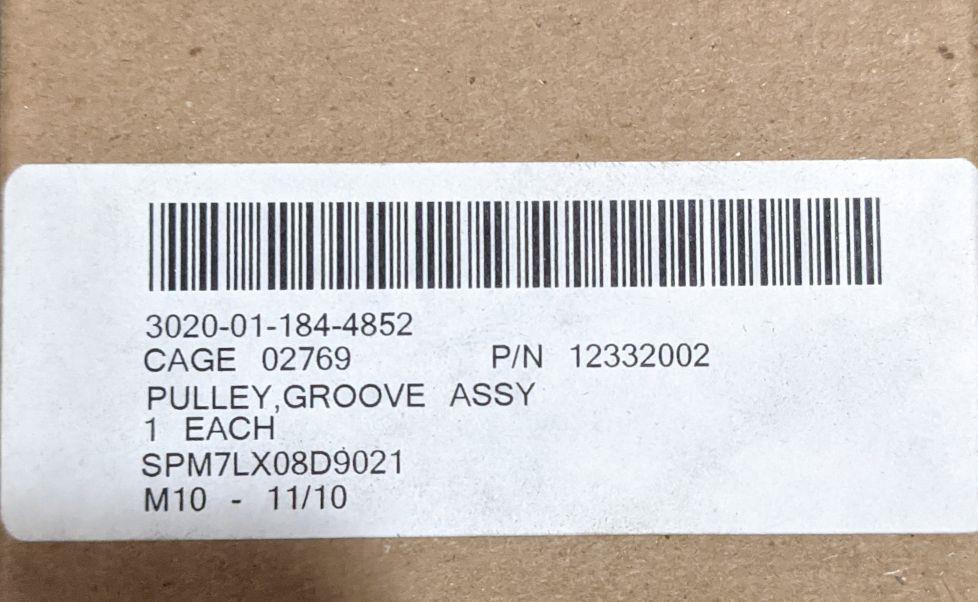 3020-01-184-4852
CAGE 02769 P/N 12332002
PULLEY,GROOVE ASSY
1 EACH
SPM7LX08D9021
M10 - 11/10